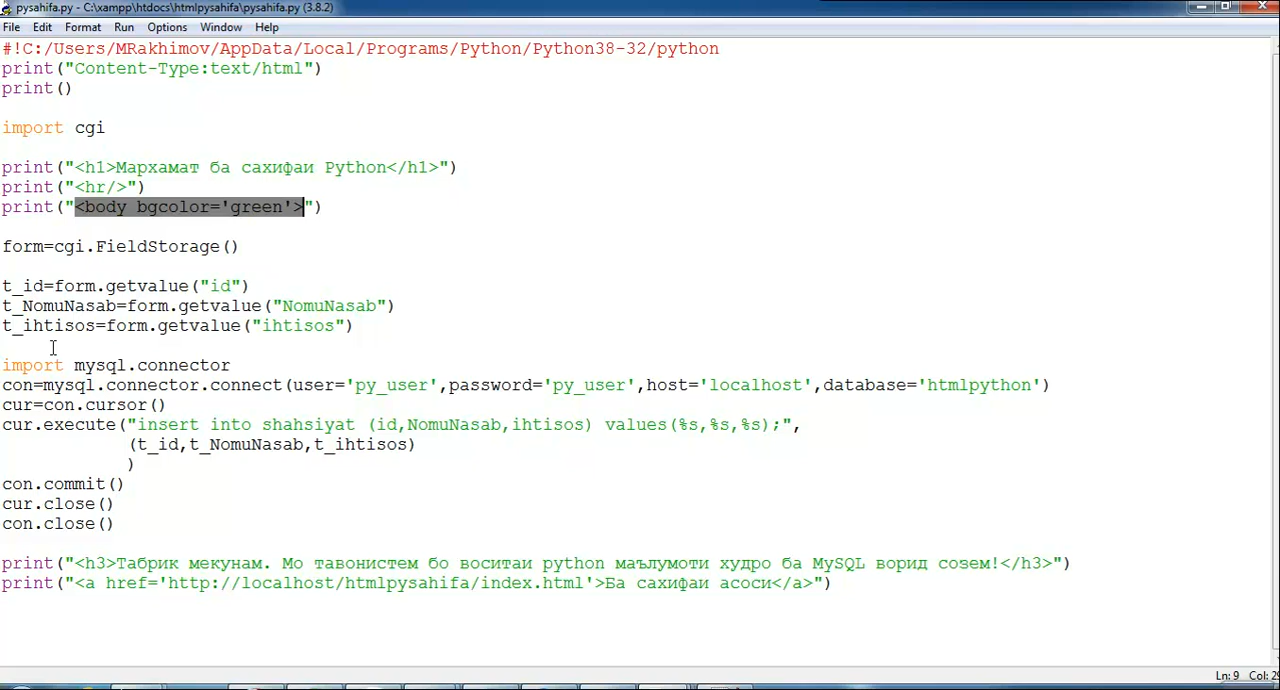 pysahifa.py - C:\xampp\htdocs\htmlpysahifa\pysahifa.py (3.8.2)
File Edit Format Run Options Window Help
#!C:/Users/MRakhimov/AppData/Local/Programs/Python/Python38-32/python
print("Content-Type:text/html")
print()
import cgi
print("<h1>Мархамат ба сахифаи Python</h1>")
print("<hr/>")
print("<body bgcolor='green'>")
form=cgi.FieldStorage()
t_id=form.getvalue("id")
t_NomuNasab=form.getvalue("NomuNasab")
t_ihtisos=form.getvalue("ihtisos")
import mysql.connector
con=mysql.connector.connect(user='py_user',password='py_user',host='localhost',database='htmlpython')
cur=con.cursor()
cur.execute("insert into shahsiyat (id,NomuNasab,ihtisos) values(%s,%s,%s);",
(t_id,t_NomuNasab,t_ihtisos)
)
con.commit()
cur.close()
con.close()
print("<h3>Табрик мекунам. Мо тавонистем бо воситаи python маълумоти худро ба MySQL ворид созем!</h3>")
print("<a href='http://localhost/htmlpysahifa/index.html'>Ба сахифаи асоси</a>")
Ln: 9 Col: